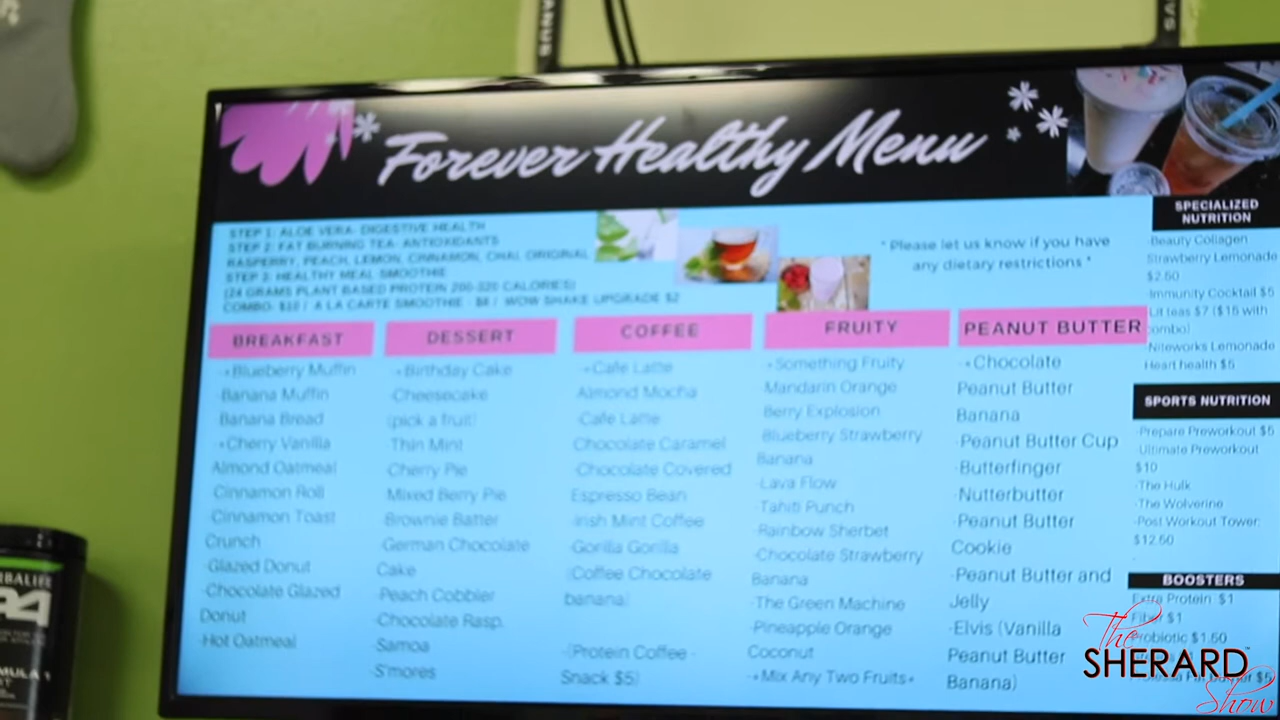 Forever Healthy Menu
STEP 1: ALOE VERA- DIGESTIVE HEALTH
STEP 2: FAT BURNING TEA- ANTIOXIDANTS
RASPBERRY, PEACH, LEMON, CINNAMON, CHAI, ORIGINAL
STEP 3: HEALTHY MEAL SMOOTHIE
(24 GRAMS PLANT BASED PROTEIN 200-320 CALORIES)
COMBO- $12 / A LA CARTE SMOOTHIE - $8 / WOW SHAKE UPGRADE $2
* Please let us know if you have
any dietary restrictions *
BREAKFAST
-*Blueberry Muffin
-Banana Muffin
-Banana Bread
-*Cherry Vanilla
Almond Oatmeal
-Cinnamon Roll
-Cinnamon Toast
Crunch
-Glazed Donut
-Chocolate Glazed
Donut
-Hot Oatmeal
DESSERT
-*Birthday Cake
-Cheesecake
(pick a fruit)
-Thin Mint
-Cherry Pie
-Mixed Berry Pie
-Brownie Batter
-German Chocolate
Cake
-Peach Cobbler
-Chocolate Rasp.
-Samoa
-S'mores
COFFEE
-*Cafe Latte
Almond Mocha
-Cafe Latte
Chocolate Caramel
-Chocolate Covered
Espresso Bean
-Irish Mint Coffee
-Gorilla Gorilla
(Coffee Chocolate
banana)
-(Protein Coffee -
Snack $5)
FRUITY
-*Something Fruity
-Mandarin Orange
-Berry Explosion
-Blueberry Strawberry
Banana
-Lava Flow
-Tahiti Punch
-Rainbow Sherbet
-Chocolate Strawberry
Banana
-The Green Machine
-Pineapple Orange
Coconut
-*Mix Any Two Fruits*
PEANUT BUTTER
-*Chocolate
Peanut Butter
Banana
-Peanut Butter Cup
-Butterfinger
-Nutterbutter
-Peanut Butter
Cookie
-Peanut Butter and
Jelly
-Elvis (Vanilla
Peanut Butter
Banana)
SPECIALIZED
NUTRITION
-Beauty Collagen
Strawberry Lemonade
$2.50
-Immunity Cocktail $5
-Lit teas $7 ($15 with
combo)
-Niteworks Lemonade
Heart health $5
SPORTS NUTRITION
-Prepare Preworkout $5
-Ultimate Preworkout
$10
-The Hulk
-The Wolverine
-Post Workout Tower:
$12.50
BOOSTERS
Extra Protein $1
Fiber $1
Probiotic $1.50
The
SHERARD
Show